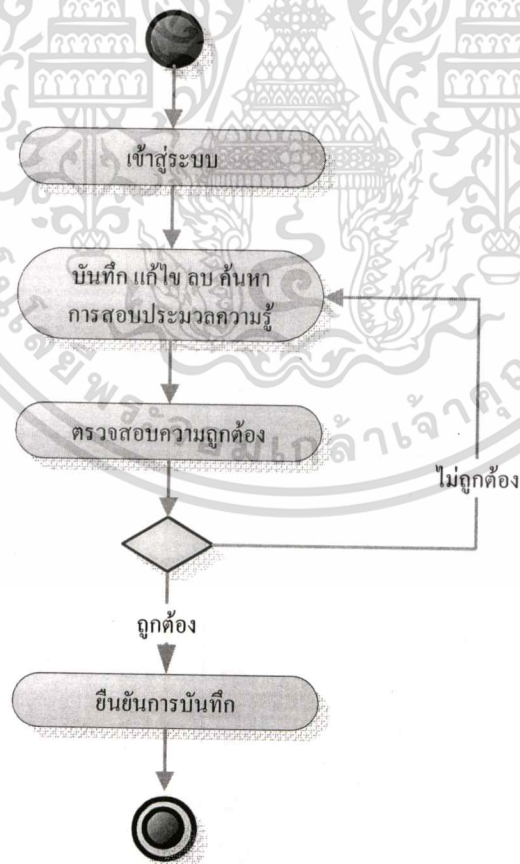 เข้าสู่ระบบ
บันทึก แก้ไข ลบ ค้นหา
การสอบประมวลความรู้
ตรวจสอบความถูกต้อง
ไม่ถูกต้อง
ถูกต้อง
ยืนยันการบันทึก